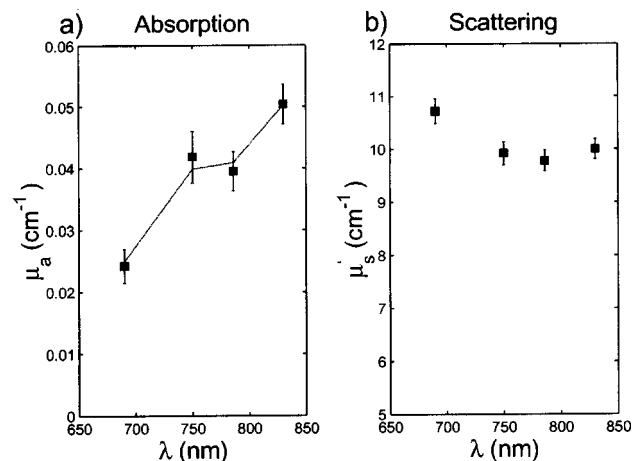 a) Absorption
0.06
0.05
0.04
0.03
0.02
0.01
0
650 700 750 800 850
μa (cm-1)
λ (nm)
b) Scattering
12
11
10
9
8
7
6
5
650 700 750 800 850
μs' (cm-1)
λ (nm)